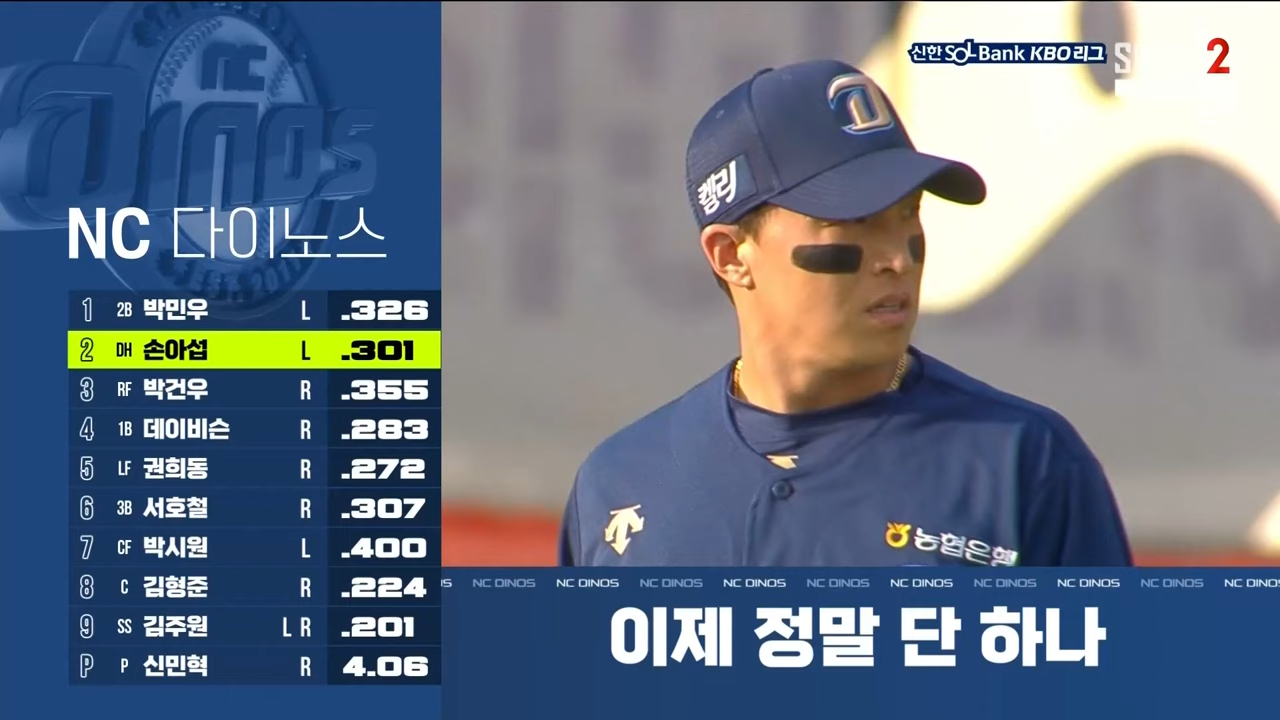 신한 SOL Bank KBO 리그
2
NC 다이노스
1 2B 박민우 L .326
2 DH 손아섭 L .301
3 RF 박건우 R .355
4 1B 데이비슨 R .283
5 LF 권희동 R .272
6 3B 서호철 R .307
7 CF 박시원 L .400
8 C 김형준 R .224
9 SS 김주원 L R .201
P P 신민혁 R 4.06
NC DINOS
D
캠리
농협은행
NC DINOS NC DINOS NC DINOS NC DINOS NC DINOS NC DINOS NC DINOS NC DINOS NC DINOS
이제 정말 단 하나